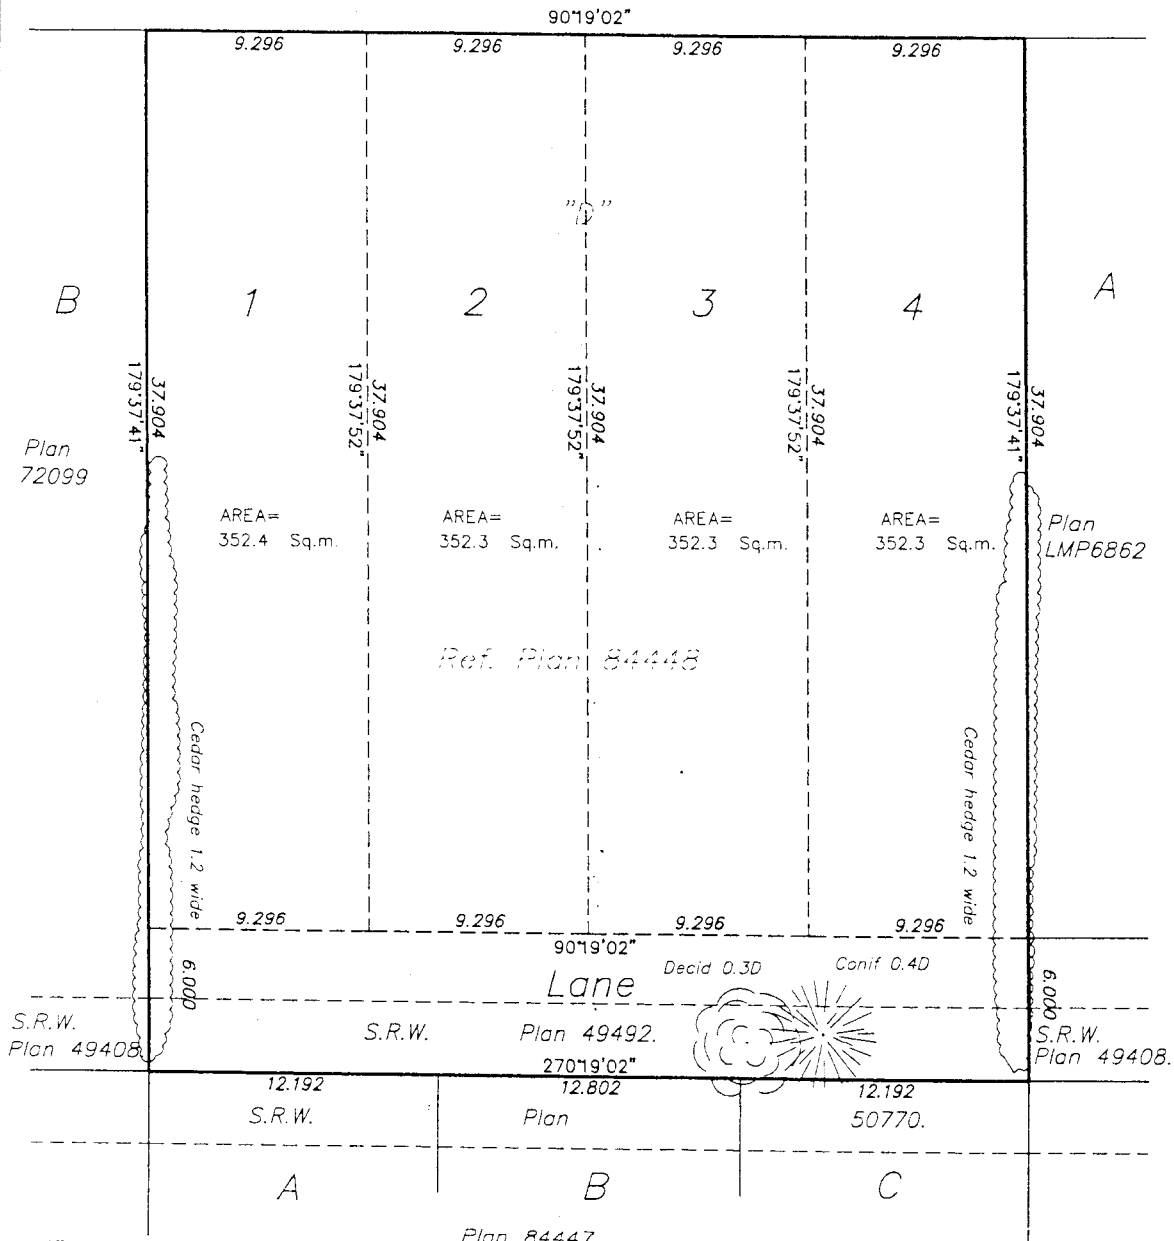 90°19'02"
9.296 9.296 9.296 9.296
"D"
B 1 2 3 4 A
37.904 37.904 37.904 37.904 37.904
179°37'41" 179°37'52" 179°37'52" 179°37'52" 179°37'41"
Plan
72099
AREA= AREA= AREA= AREA=
352.4 Sq.m. 352.3 Sq.m. 352.3 Sq.m. 352.3 Sq.m.
Plan
LMP6862
Ref. Plan 84448
Cedar hedge 1.2 wide
Cedar hedge 1.2 wide
9.296 9.296 9.296 9.296
90°19'02"
Lane
Decid 0.3D
Conif 0.4D
6.000
6.000
S.R.W.
Plan 49408
S.R.W. Plan 49492.
S.R.W.
Plan 49408.
270°19'02"
12.192 12.802 12.192
S.R.W. Plan 50770.
A B C
Plan 84447